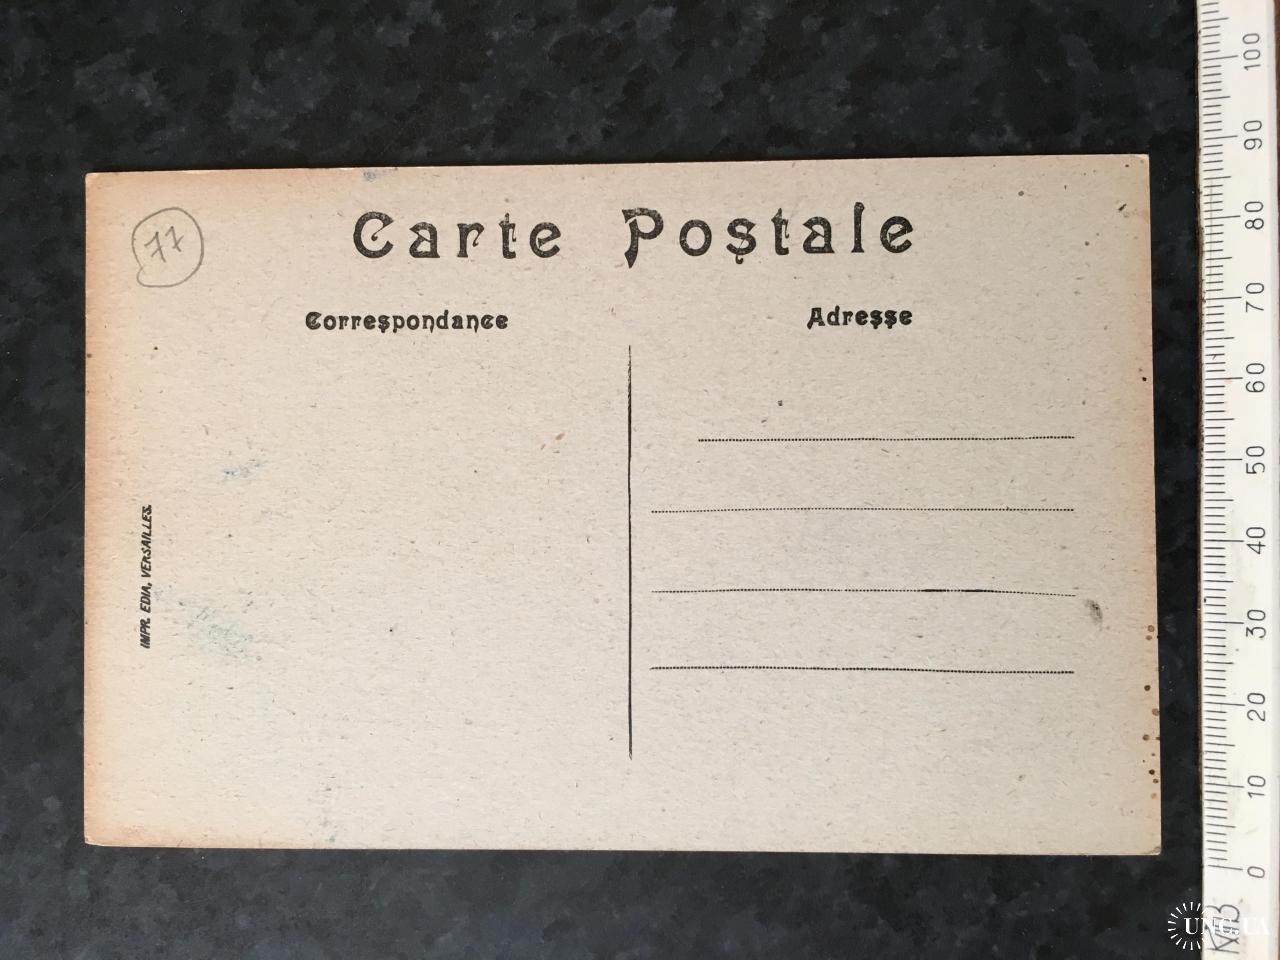 77
Carte Postale
Correspondance
Adresse
IMPR. EDIA, VERSAILLES.
100
90
80
70
60
50
40
30
20
10
0
UNC.UA